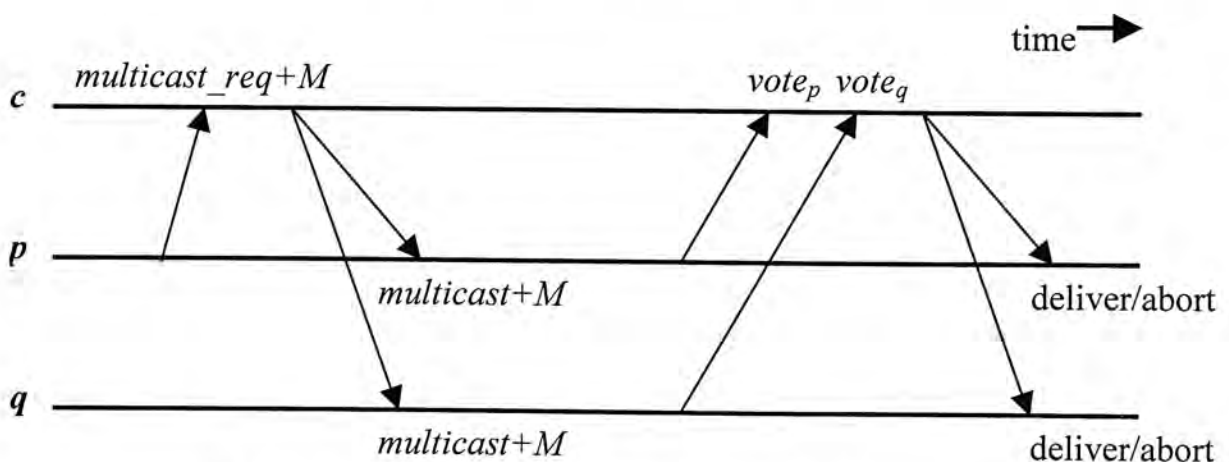 time
multicast_req+M
vote_p vote_q
c
p
multicast+M
deliver/abort
q
multicast+M
deliver/abort